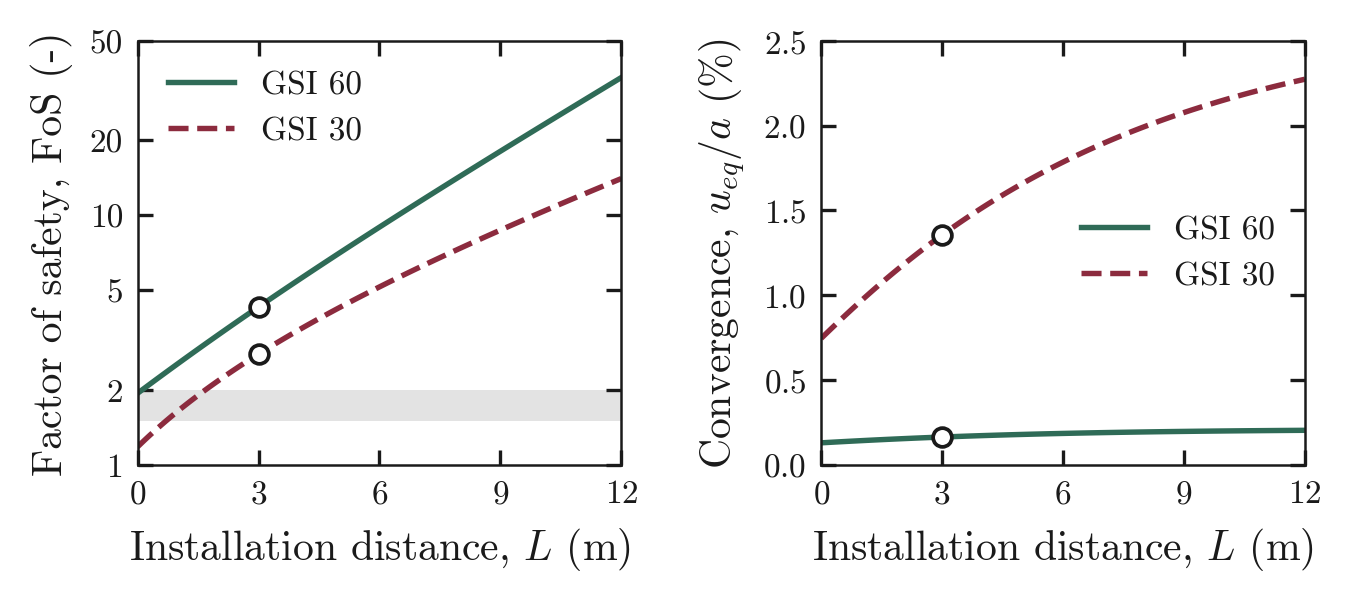 Factor of safety, FoS (-)
50
20
10
5
2
1
GSI 60
GSI 30
0 3 6 9 12
Installation distance, L (m)
Convergence, u_eq/a (%)
2.5
2.0
1.5
1.0
0.5
0.0
GSI 60
GSI 30
0 3 6 9 12
Installation distance, L (m)